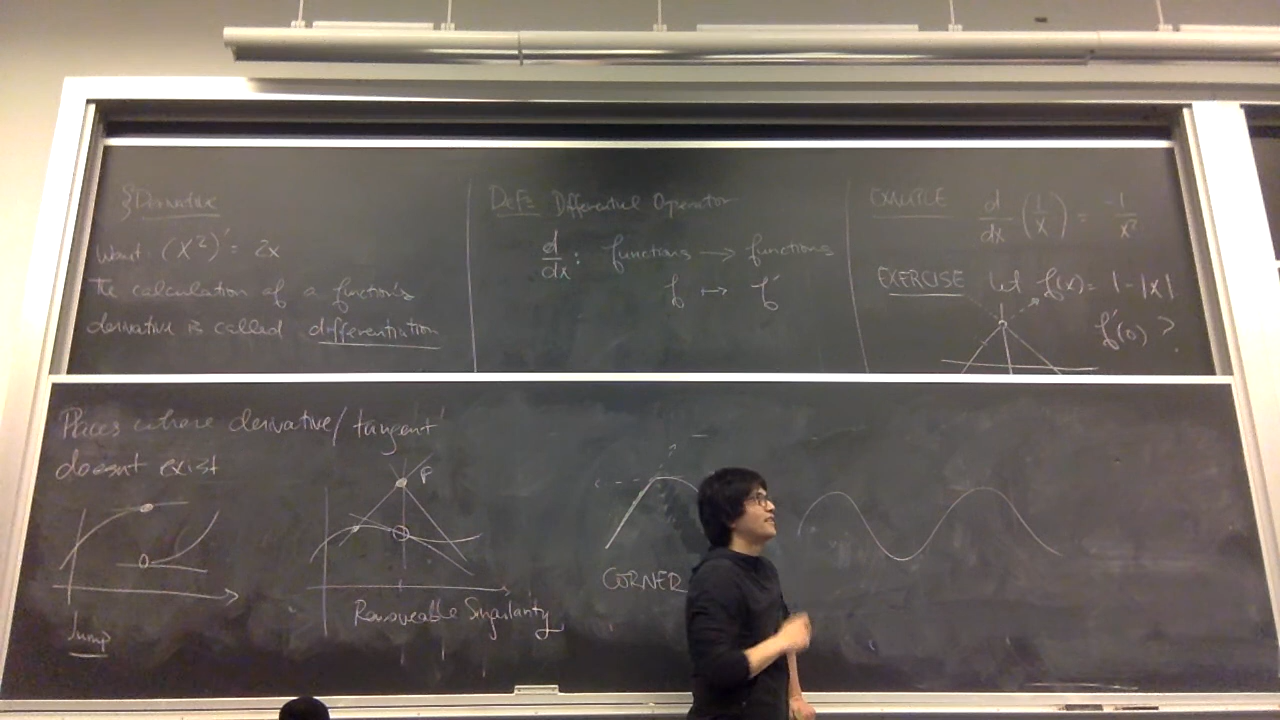 § Derivative
Want: (x²)' = 2x
The calculation of a function's
derivative is called differentiation
Def: Differential Operator
d/dx : functions → functions
f ↦ f'
EXAMPLE d/dx (1/x) = -1/x²
EXERCISE Let f(x) = 1-|x|
f'(0) ?
Places where derivative/tangent
doesn't exist
P
Jump
Removeable Singularity
CORNER